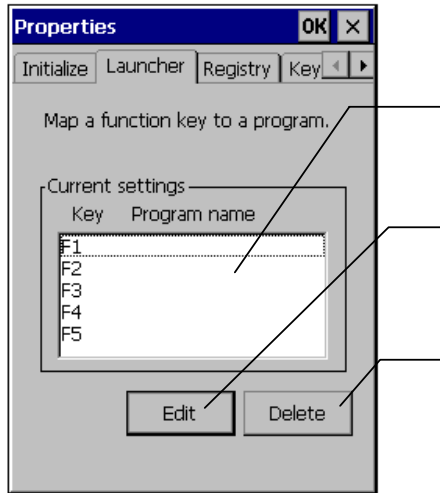 Properties OK ×
Initialize Launcher Registry Key
Map a function key to a program.
Current settings
Key Program name
F1
F2
F3
F4
F5
Edit Delete